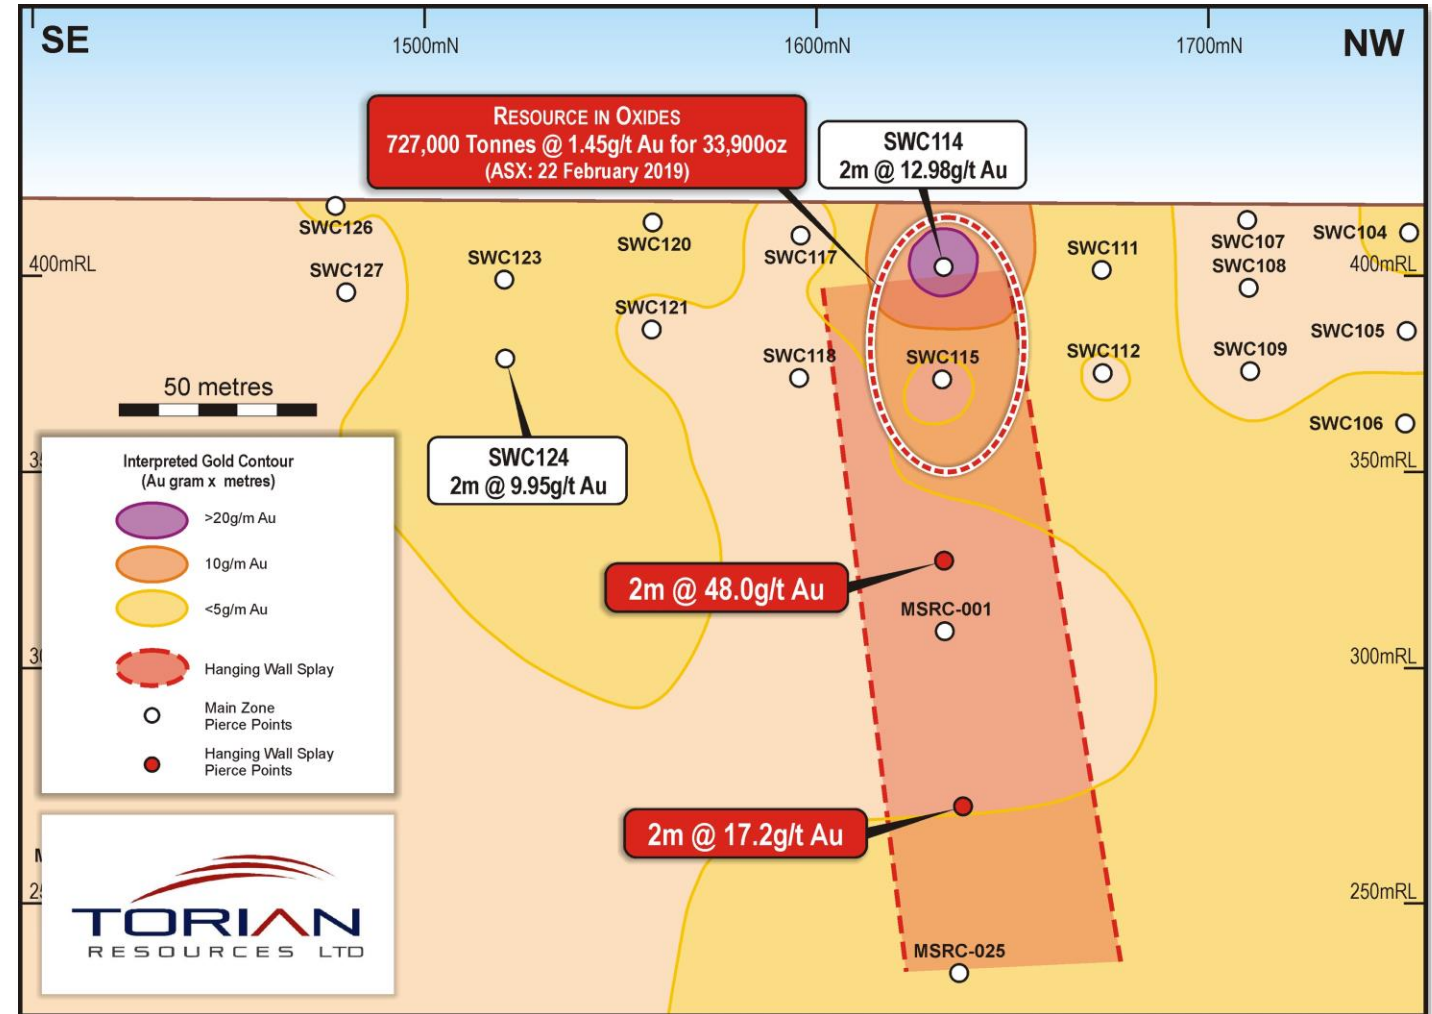 SE
1500mN
1600mN
1700mN
NW
RESOURCE IN OXIDES
727,000 Tonnes @ 1.45g/t Au for 33,900oz
(ASX: 22 February 2019)
SWC114
2m @ 12.98g/t Au
SWC126
SWC127
SWC123
SWC120
SWC117
SWC111
SWC107
SWC108
SWC104
400mRL
400mRL
SWC121
SWC118
SWC115
SWC112
SWC109
SWC105
SWC106
50 metres
SWC124
2m @ 9.95g/t Au
350mRL
Interpreted Gold Contour
(Au gram x metres)
>20g/m Au
10g/m Au
<5g/m Au
Hanging Wall Splay
Main Zone
Pierce Points
Hanging Wall Splay
Pierce Points
2m @ 48.0g/t Au
MSRC-001
300mRL
2m @ 17.2g/t Au
250mRL
MSRC-025
TORIAN
RESOURCES LTD